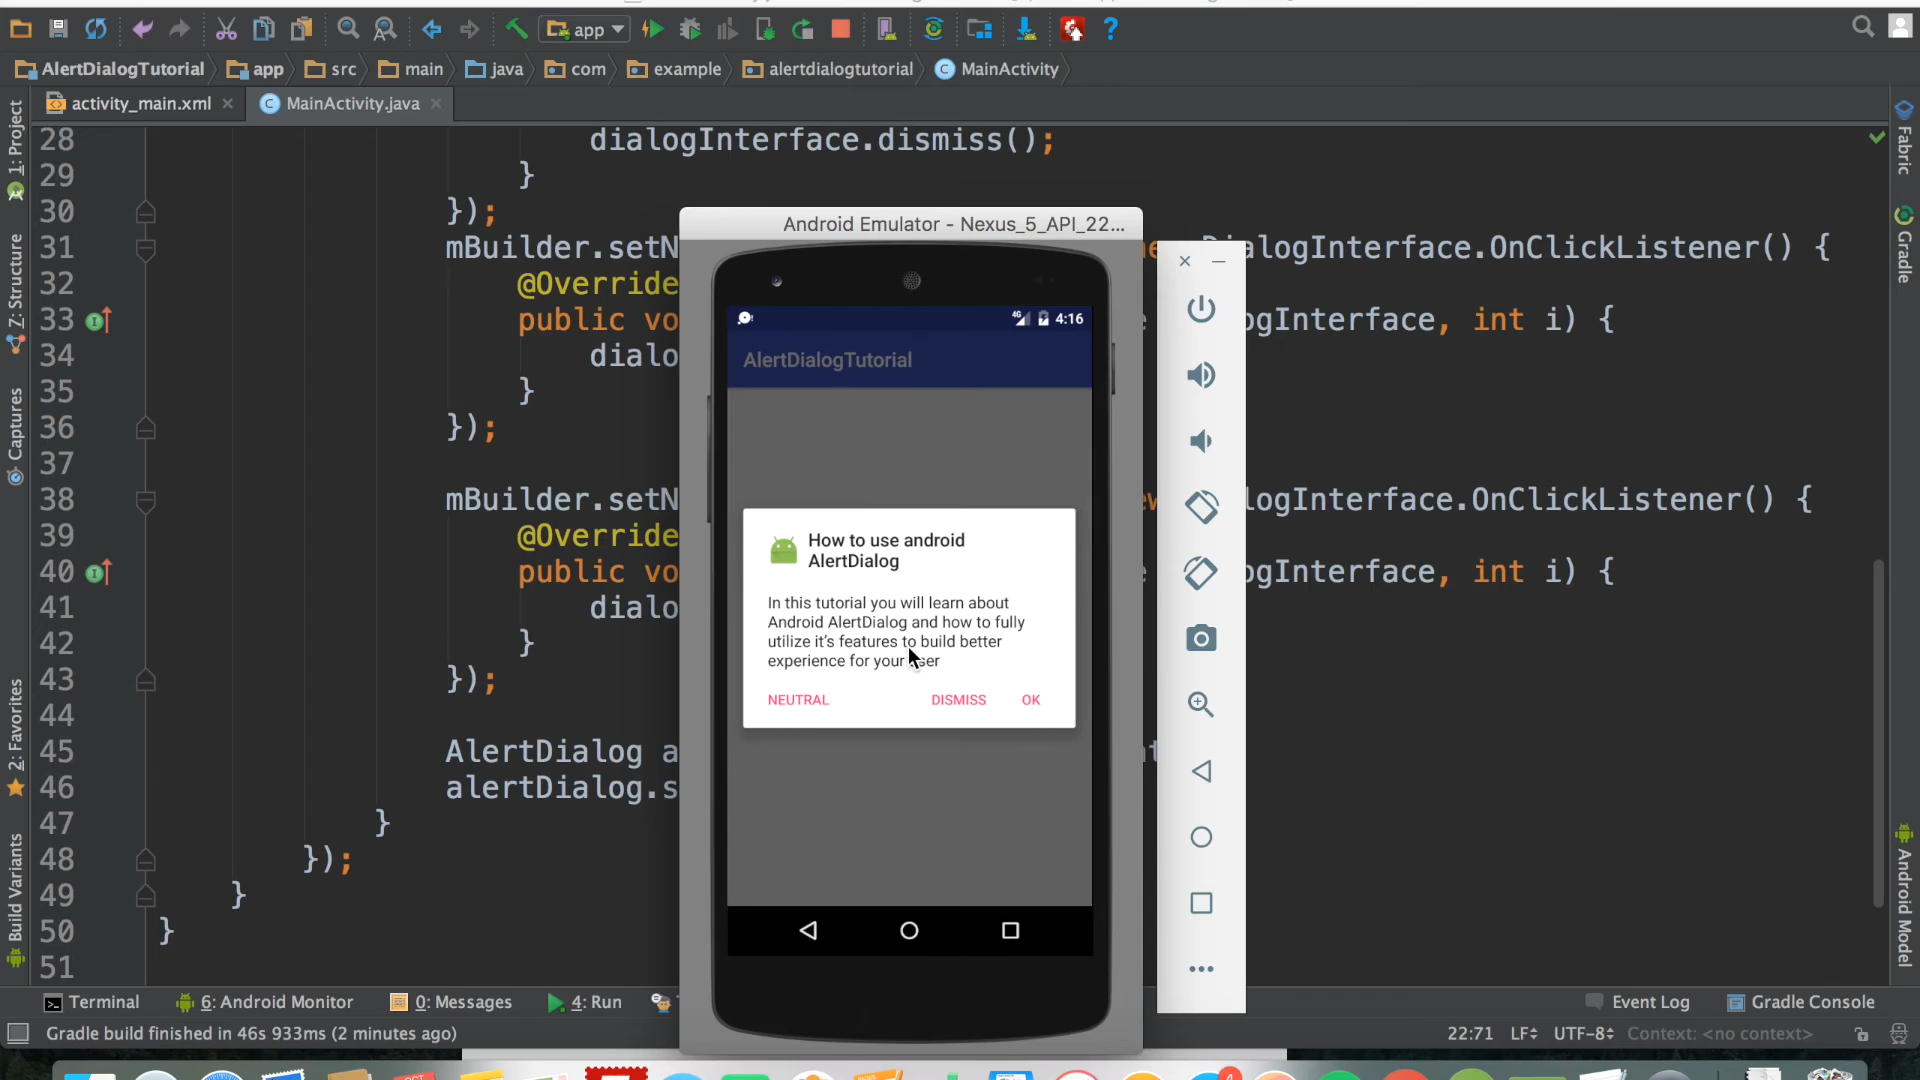 app
AlertDialogTutorial
app
src
main
java
com
example
alertdialogtutorial
MainActivity
activity_main.xml
MainActivity.java
1: Project
Z: Structure
Captures
2: Favorites
Build Variants
28 dialogInterface.dismiss();
29 }
30 });
31 mBuilder.setN DialogInterface.OnClickListener() {
32 @Override
33 public vo ogInterface, int i) {
34 dialo
35 }
36 });
37
38 mBuilder.setN logInterface.OnClickListener() {
39 @Override
40 public vo ogInterface, int i) {
41 dialo
42 }
43 });
44
45 AlertDialog a
46 alertDialog.s
47 }
48 });
49 }
50 }
51
Android Emulator - Nexus_5_API_22...
4G 4:16
AlertDialogTutorial
How to use android
AlertDialog
In this tutorial you will learn about
Android AlertDialog and how to fully
utilize it's features to build better
experience for your user
NEUTRAL DISMISS OK
Fabric
Gradle
Android Model
Terminal
6: Android Monitor
0: Messages
4: Run
Event Log
Gradle Console
Gradle build finished in 46s 933ms (2 minutes ago)
22:71 LF UTF-8 Context: <no context>